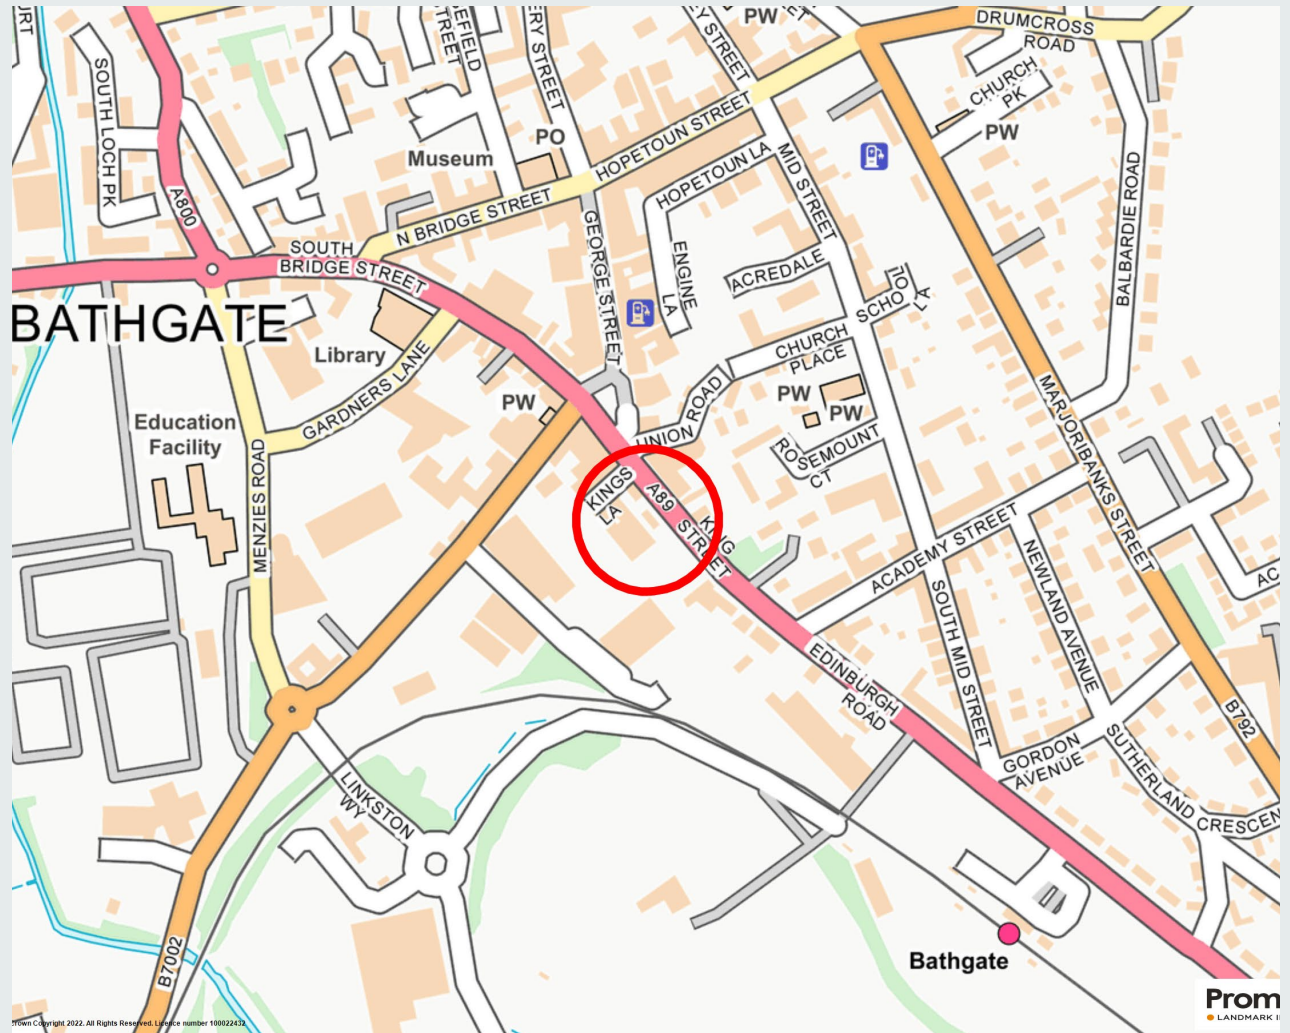 DRUMCROSS
ROAD
PW
SOUTH LOCH PK
CHURCH
PK
PW
PO
Museum
HOPETOUN STREET
HOPETOUN LA
MID STREET
A800
N BRIDGE STREET
SOUTH
BRIDGE STREET
GEORGE STREET
ENGINE
LA
ACREDALE
SCHOOL
LA
BALBARDIE ROAD
BATHGATE
Library
GARDNERS LANE
CHURCH
PLACE
PW
PW
PW
UNION ROAD
ROSEMOUNT
CT
MARJORIBANKS STREET
Education
Facility
MENZIES ROAD
KINGS
LA
A89
KING
STREET
ACADEMY STREET
NEWLAND AVENUE
SOUTH MID STREET
EDINBURGH
ROAD
B792
GORDON
AVENUE
SUTHERLAND CRESCEN
LINKSTON
WY
B7002
Bathgate
Crown Copyright 2022. All Rights Reserved. Licence number 100022432
Prom
LANDMARK